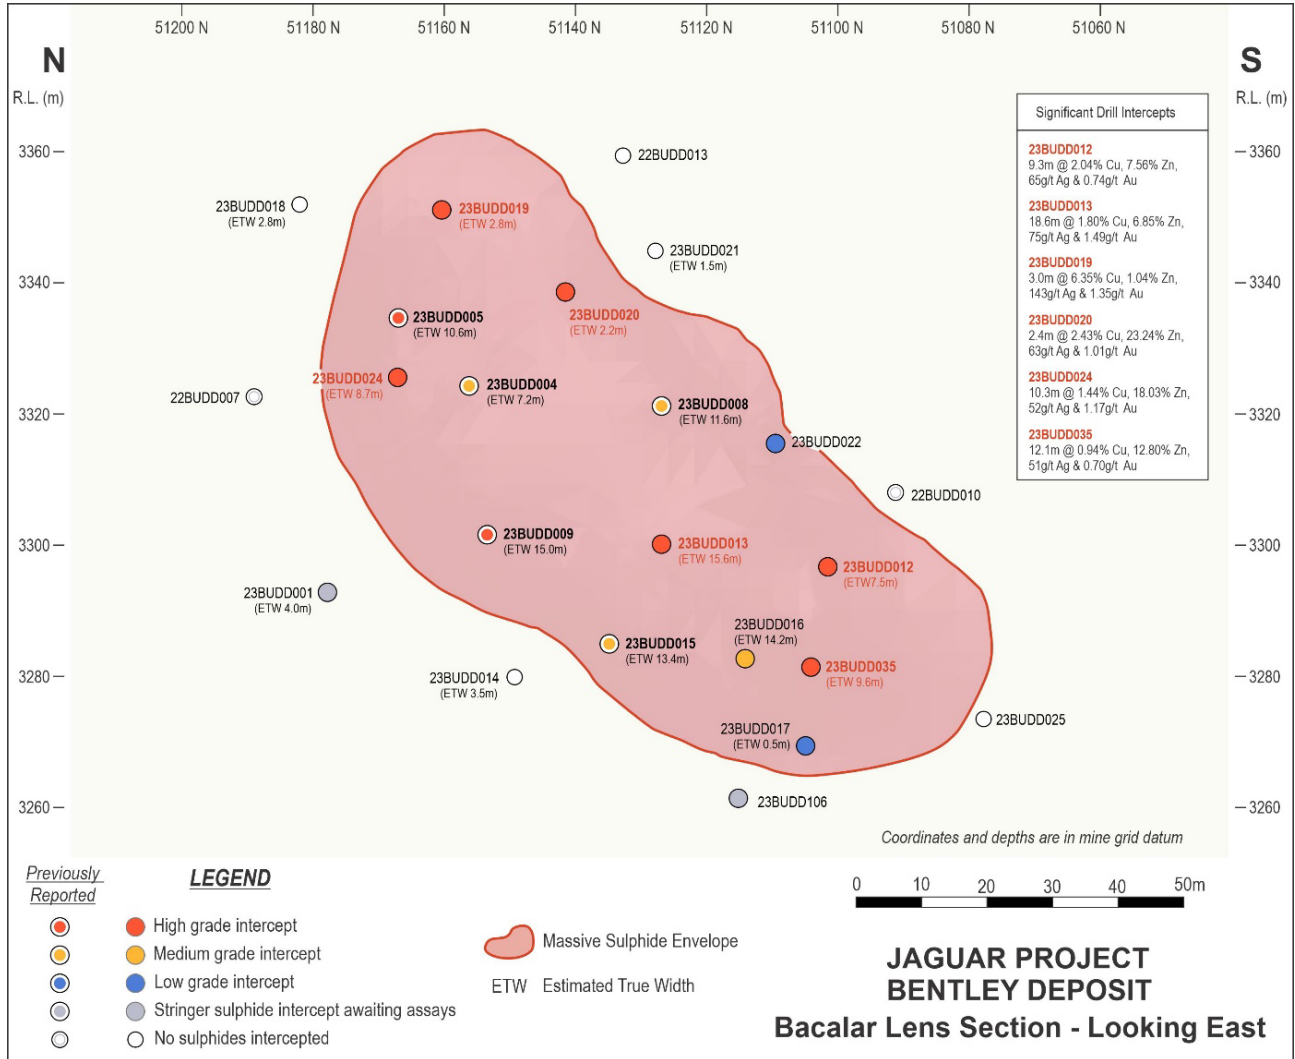 51200 N
51180 N
51160 N
51140 N
51120 N
51100 N
51080 N
51060 N
N
S
R.L. (m)
R.L. (m)
3360
3360
3340
3340
3320
3320
3300
3300
3280
3280
3260
3260
22BUDD013
23BUDD018
(ETW 2.8m)
23BUDD019
(ETW 2.8m)
23BUDD021
(ETW 1.5m)
23BUDD020
(ETW 2.2m)
23BUDD005
(ETW 10.6m)
23BUDD024
(ETW 8.7m)
23BUDD004
(ETW 7.2m)
22BUDD007
23BUDD008
(ETW 11.6m)
23BUDD022
22BUDD010
23BUDD009
(ETW 15.0m)
23BUDD013
(ETW 15.6m)
23BUDD012
(ETW7.5m)
23BUDD001
(ETW 4.0m)
23BUDD016
(ETW 14.2m)
23BUDD015
(ETW 13.4m)
23BUDD035
(ETW 9.6m)
23BUDD014
(ETW 3.5m)
23BUDD017
(ETW 0.5m)
23BUDD025
23BUDD106
Significant Drill Intercepts
23BUDD012
9.3m @ 2.04% Cu, 7.56% Zn,
65g/t Ag & 0.74g/t Au
23BUDD013
18.6m @ 1.80% Cu, 6.85% Zn,
75g/t Ag & 1.49g/t Au
23BUDD019
3.0m @ 6.35% Cu, 1.04% Zn,
143g/t Ag & 1.35g/t Au
23BUDD020
2.4m @ 2.43% Cu, 23.24% Zn,
63g/t Ag & 1.01g/t Au
23BUDD024
10.3m @ 1.44% Cu, 18.03% Zn,
52g/t Ag & 1.17g/t Au
23BUDD035
12.1m @ 0.94% Cu, 12.80% Zn,
51g/t Ag & 0.70g/t Au
Coordinates and depths are in mine grid datum
Previously
Reported
LEGEND
High grade intercept
Medium grade intercept
Low grade intercept
Stringer sulphide intercept awaiting assays
No sulphides intercepted
Massive Sulphide Envelope
ETW Estimated True Width
0 10 20 30 40 50m
JAGUAR PROJECT
BENTLEY DEPOSIT
Bacalar Lens Section - Looking East